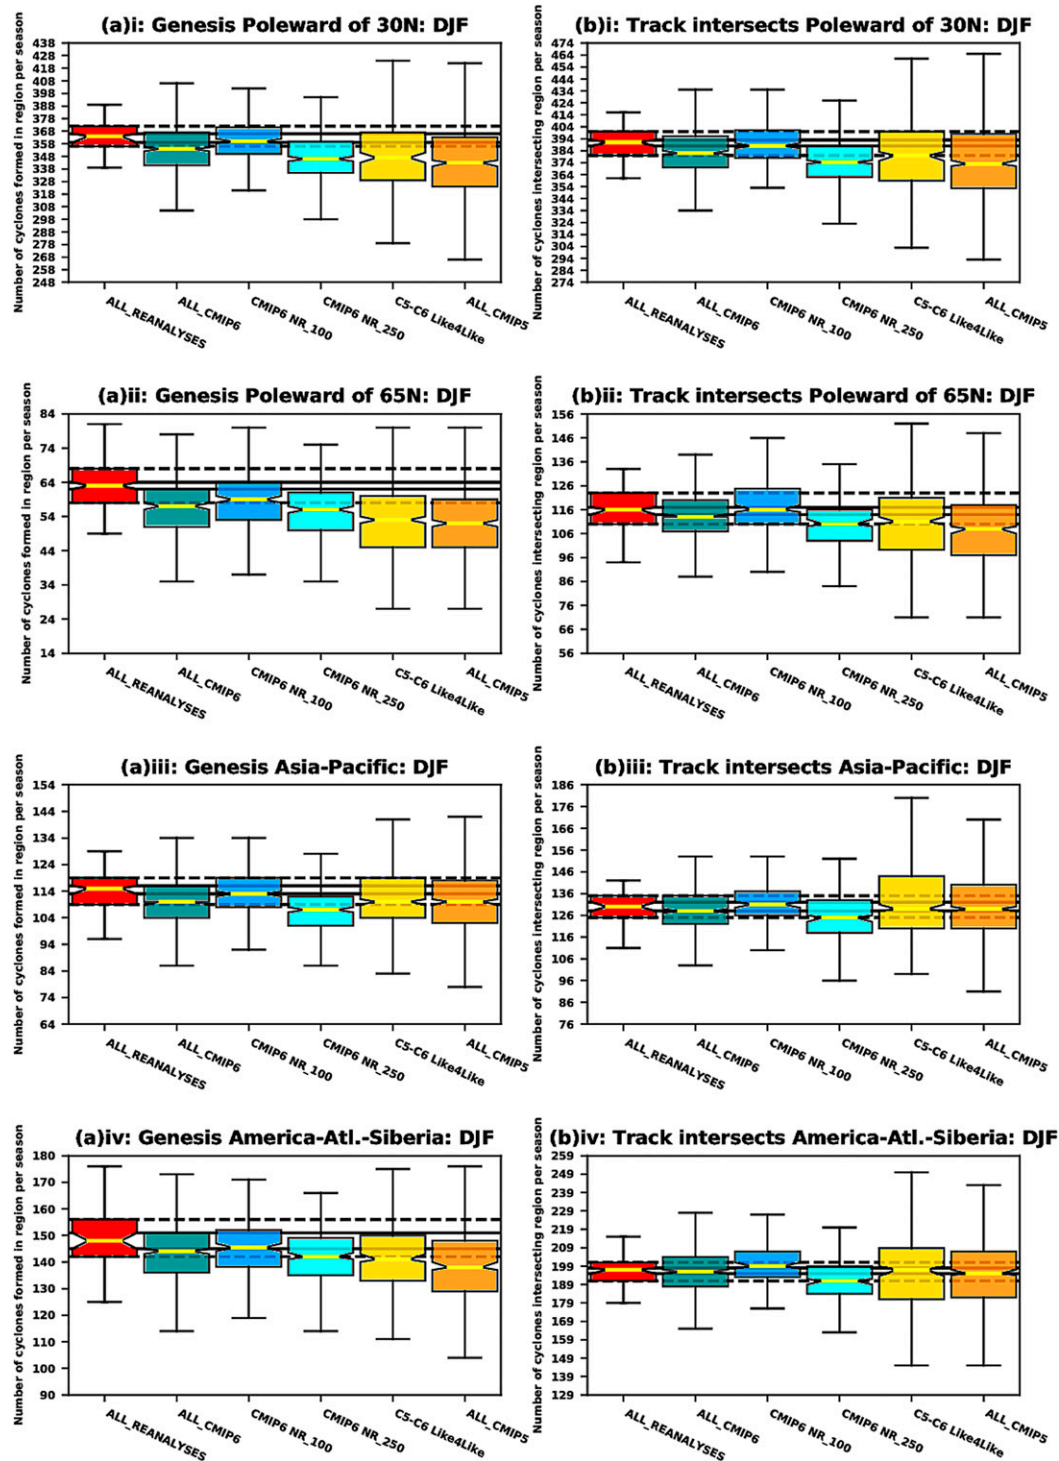 (a)i: Genesis Poleward of 30N: DJF
Number of cyclones formed in region per season
438
428
418
408
398
388
378
368
358
348
338
328
318
308
298
288
278
268
258
248
ALL_REANALYSES
ALL_CMIP6
CMIP6 NR_100
CMIP6 NR_250
C5-C6 Like4Like
ALL_CMIP5
(b)i: Track intersects Poleward of 30N: DJF
Number of cyclones intersecting region per season
474
464
454
444
434
424
414
404
394
384
374
364
354
344
334
324
314
304
294
284
274
ALL_REANALYSES
ALL_CMIP6
CMIP6 NR_100
CMIP6 NR_250
C5-C6 Like4Like
ALL_CMIP5
(a)ii: Genesis Poleward of 65N: DJF
Number of cyclones formed in region per season
84
74
64
54
44
34
24
14
ALL_REANALYSES
ALL_CMIP6
CMIP6 NR_100
CMIP6 NR_250
C5-C6 Like4Like
ALL_CMIP5
(b)ii: Track intersects Poleward of 65N: DJF
Number of cyclones intersecting region per season
156
146
136
126
116
106
96
86
76
66
56
ALL_REANALYSES
ALL_CMIP6
CMIP6 NR_100
CMIP6 NR_250
C5-C6 Like4Like
ALL_CMIP5
(a)iii: Genesis Asia-Pacific: DJF
Number of cyclones formed in region per season
154
144
134
124
114
104
94
84
74
64
ALL_REANALYSES
ALL_CMIP6
CMIP6 NR_100
CMIP6 NR_250
C5-C6 Like4Like
ALL_CMIP5
(b)iii: Track intersects Asia-Pacific: DJF
Number of cyclones intersecting region per season
186
176
166
156
146
136
126
116
106
96
86
76
ALL_REANALYSES
ALL_CMIP6
CMIP6 NR_100
CMIP6 NR_250
C5-C6 Like4Like
ALL_CMIP5
(a)iv: Genesis America-Atl.-Siberia: DJF
Number of cyclones formed in region per season
180
170
160
150
140
130
120
110
100
90
ALL_REANALYSES
ALL_CMIP6
CMIP6 NR_100
CMIP6 NR_250
C5-C6 Like4Like
ALL_CMIP5
(b)iv: Track intersects America-Atl.-Siberia: DJF
Number of cyclones intersecting region per season
259
249
239
229
219
209
199
189
179
169
159
149
139
129
ALL_REANALYSES
ALL_CMIP6
CMIP6 NR_100
CMIP6 NR_250
C5-C6 Like4Like
ALL_CMIP5